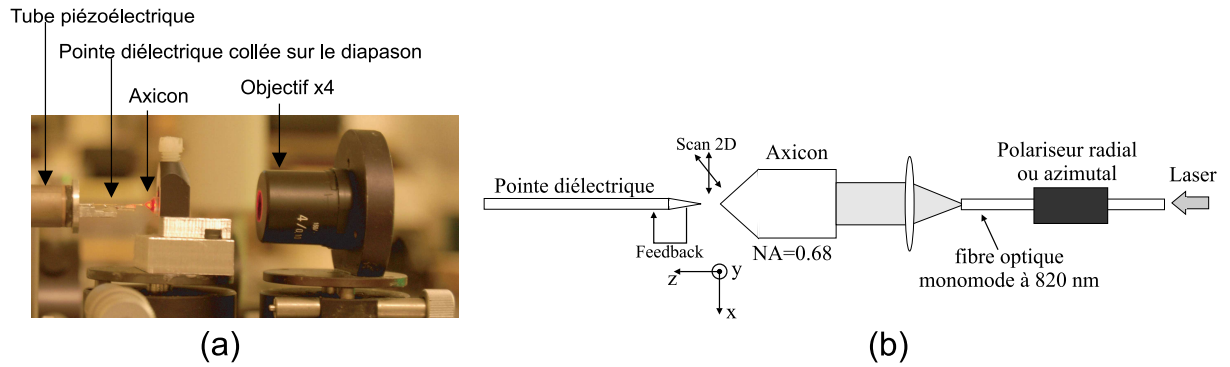 Tube piézoélectrique
Pointe diélectrique collée sur le diapason
Axicon
Objectif x4
4/0.10
(a)
Scan 2D
Axicon
Pointe diélectrique
Feedback
NA=0.68
z
y
x
Polariseur radial
ou azimutal
Laser
fibre optique
monomode à 820 nm
(b)